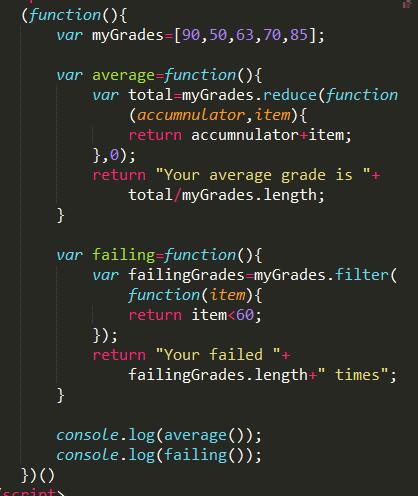 (function(){
    var myGrades=[90,50,63,70,85];

    var average=function(){
        var total=myGrades.reduce(function
            (accumnulator,item){
            return accumnulator+item;
        },0);
        return "Your average grade is "+
            total/myGrades.length;
    }

    var failing=function(){
        var failingGrades=myGrades.filter(
            function(item){
            return item<60;
        });
        return "Your failed "+
            failingGrades.length+" times";
    }

    console.log(average());
    console.log(failing());
})()
/script>